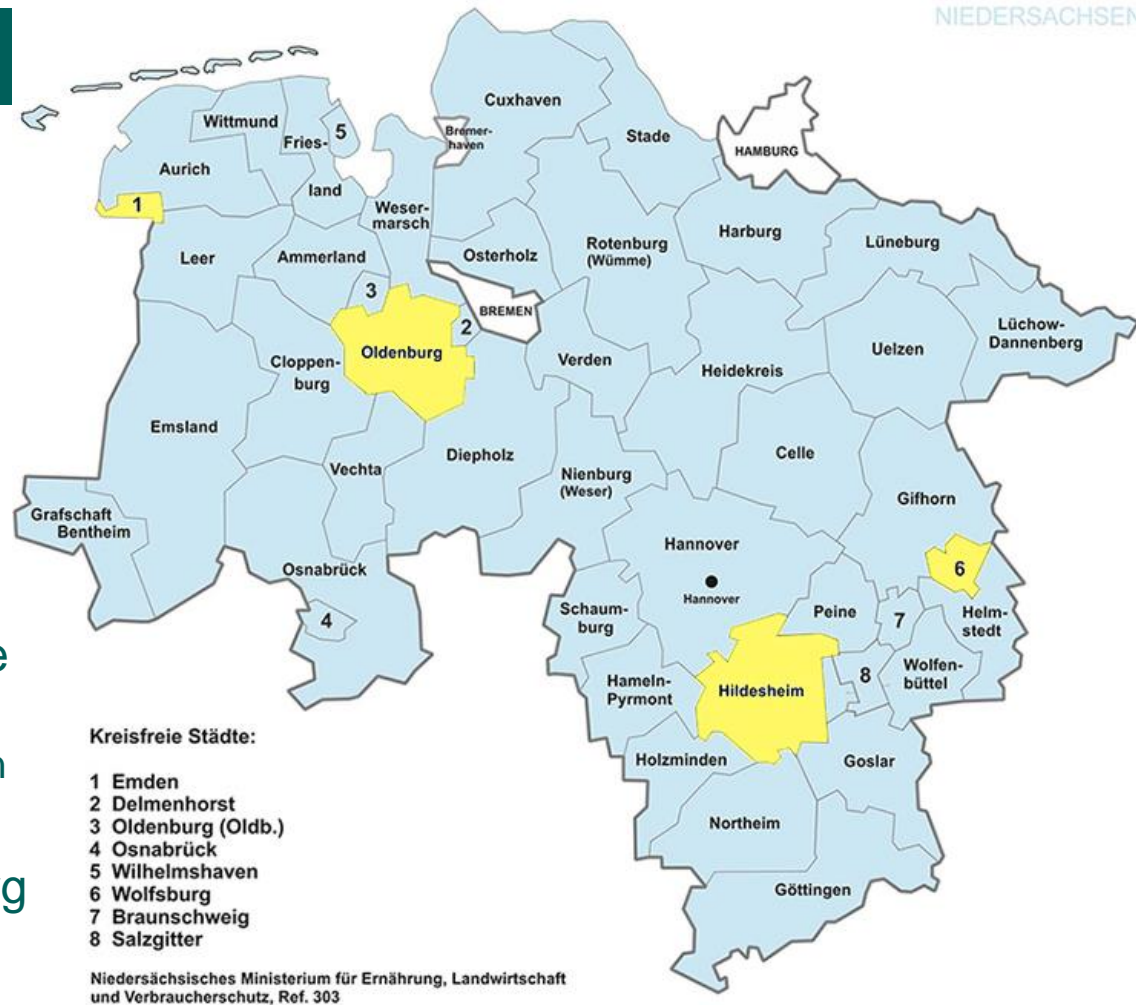 NIEDERSACHSEN
Cuxhaven
Wittmund
Fries-
5
Bremer-
haven
Stade
HAMBURG
Aurich
land
1
Weser-
marsch
Harburg
Leer
Ammerland
Osterholz
Rotenburg
(Wümme)
Lüneburg
3
BREMEN
2
Oldenburg
Cloppen-
burg
Verden
Heidekreis
Uelzen
Lüchow-
Dannenberg
Emsland
Vechta
Diepholz
Nienburg
(Weser)
Celle
Gifhorn
Grafschaft
Bentheim
Osnabrück
4
Hannover
Hannover
6
Schaum-
burg
Peine
7
Helm-
stedt
Hameln-
Pyrmont
Hildesheim
8
Wolfen-
büttel
Holzminden
Goslar
Northeim
Göttingen
e
n
rg
Kreisfreie Städte:
1 Emden
2 Delmenhorst
3 Oldenburg (Oldb.)
4 Osnabrück
5 Wilhelmshaven
6 Wolfsburg
7 Braunschweig
8 Salzgitter
Niedersächsisches Ministerium für Ernährung, Landwirtschaft
und Verbraucherschutz, Ref. 303